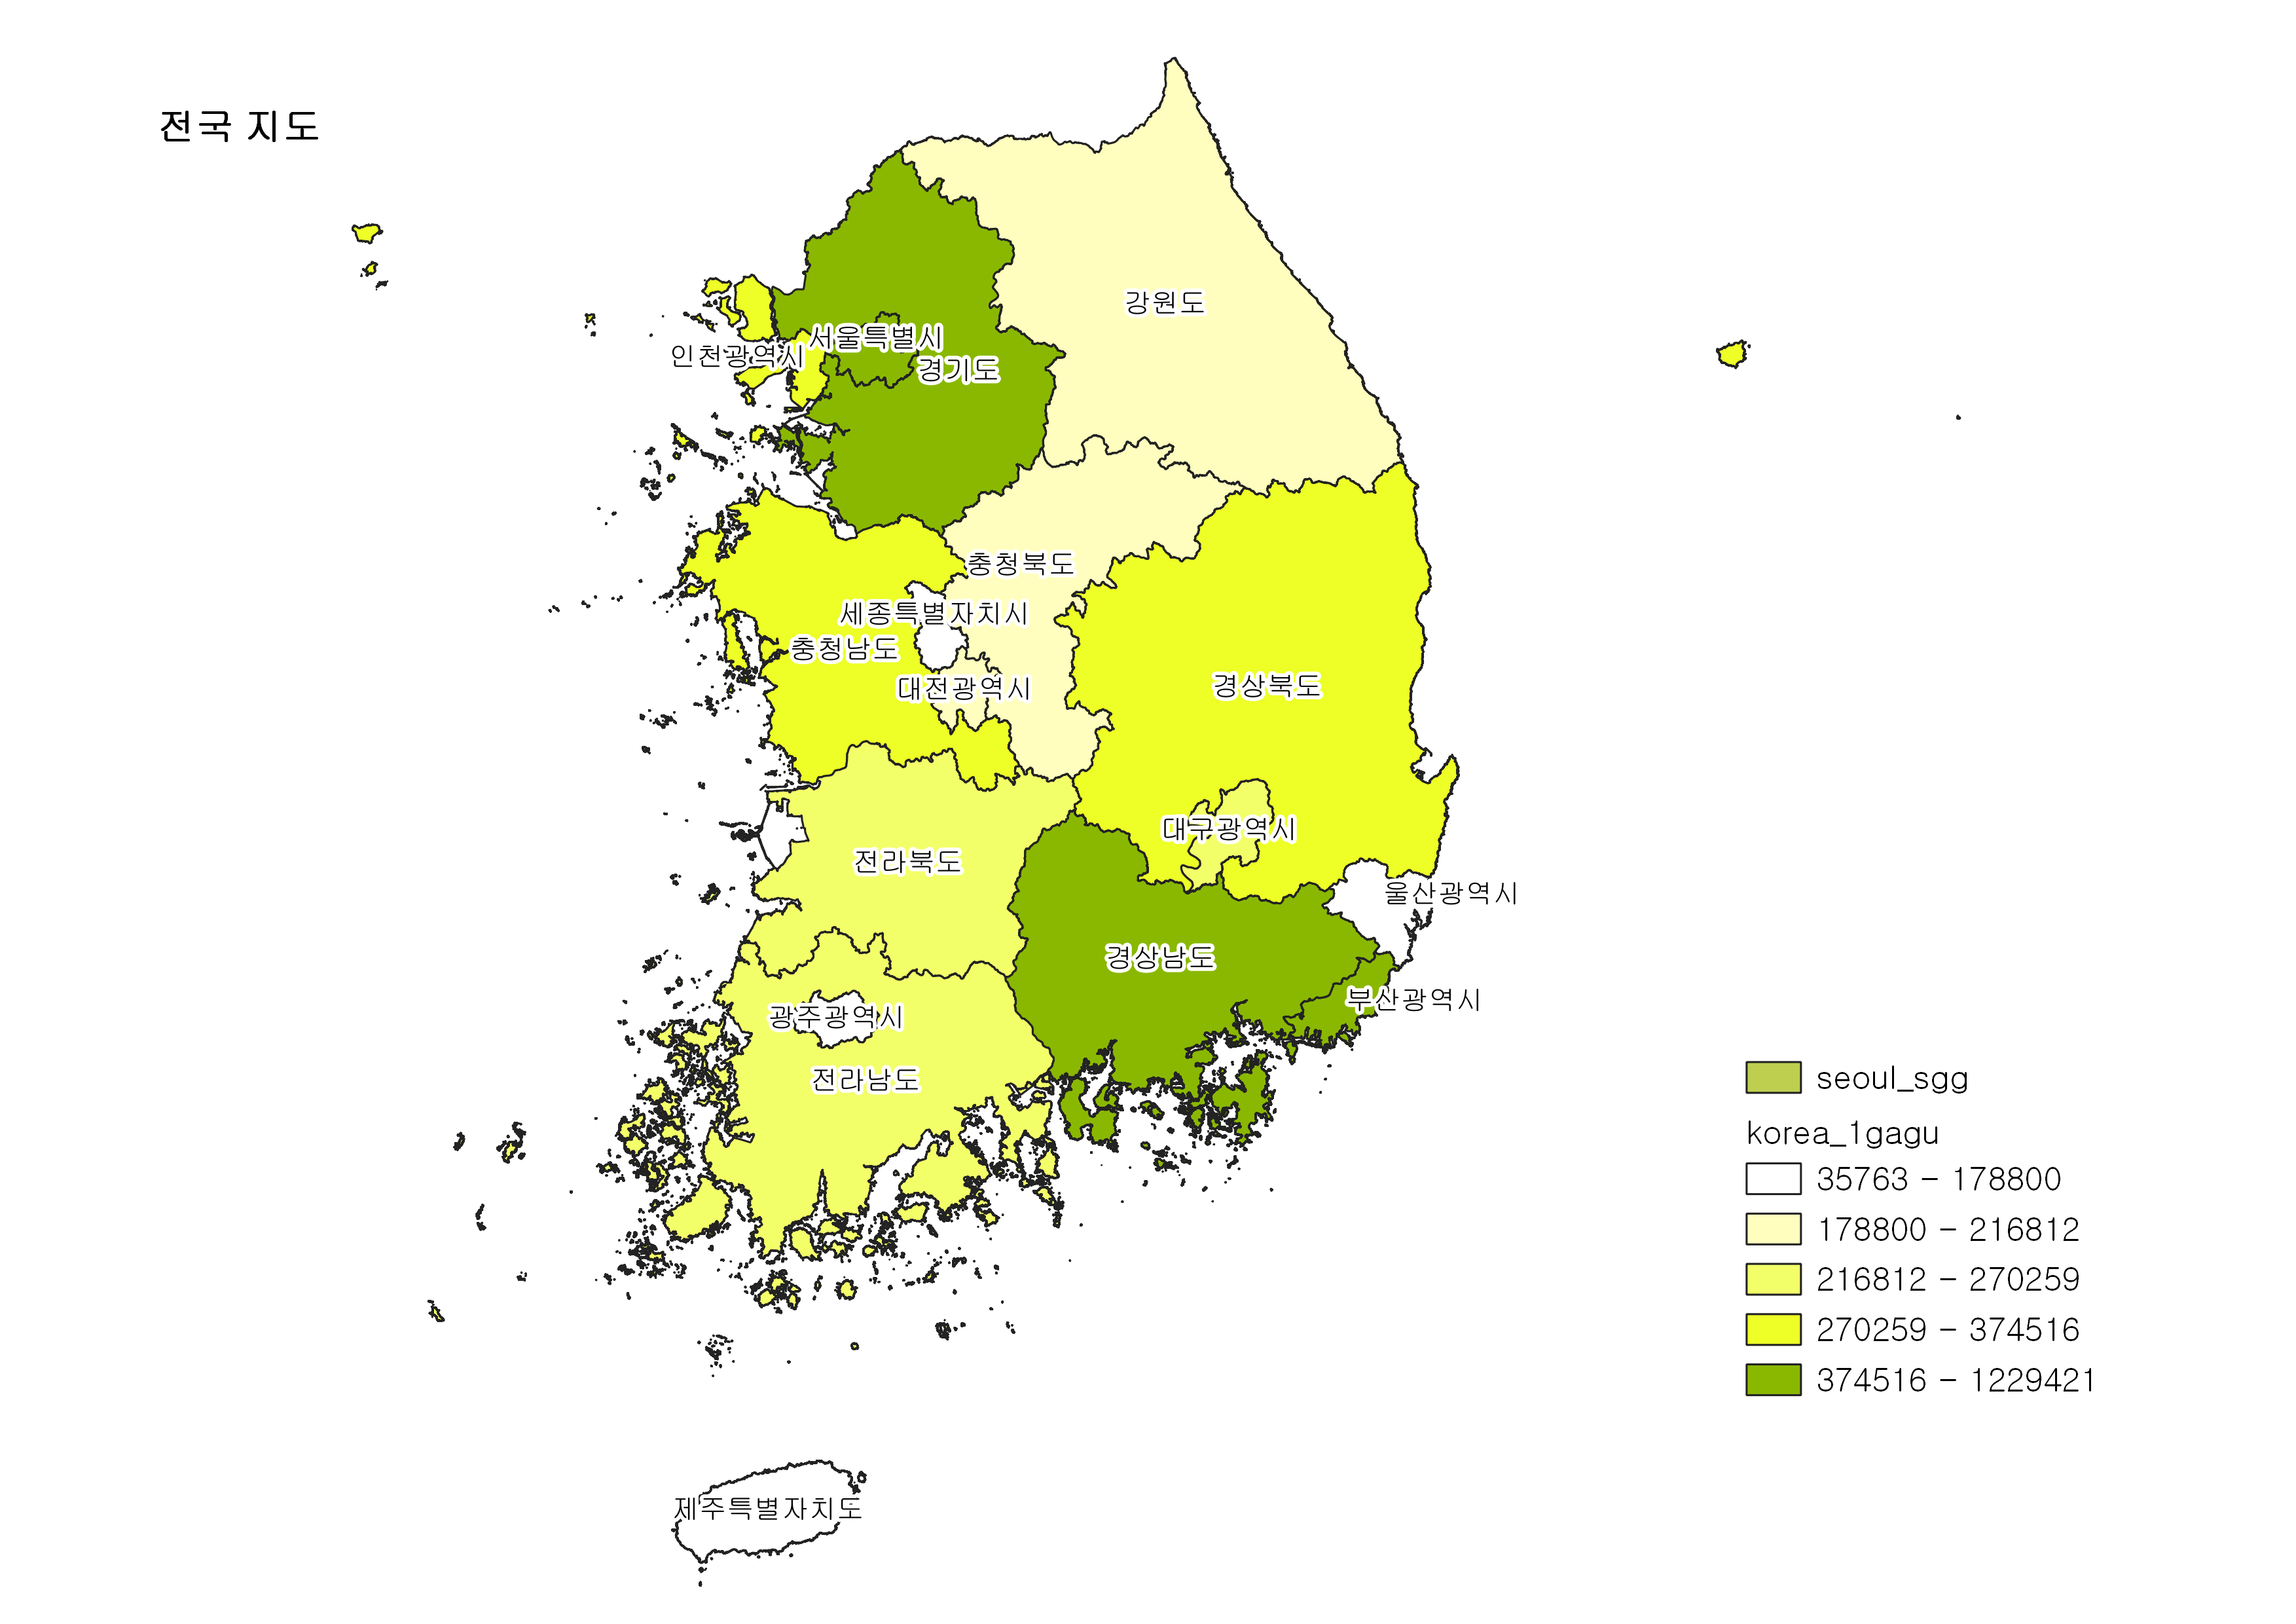 전국 지도
강원도
서울특별시
인천광역시
경기도
충청북도
세종특별자치시
충청남도
대전광역시
경상북도
대구광역시
전라북도
울산광역시
경상남도
부산광역시
광주광역시
전라남도
제주특별자치도
seoul_sgg
korea_1gagu
35763 - 178800
178800 - 216812
216812 - 270259
270259 - 374516
374516 - 1229421